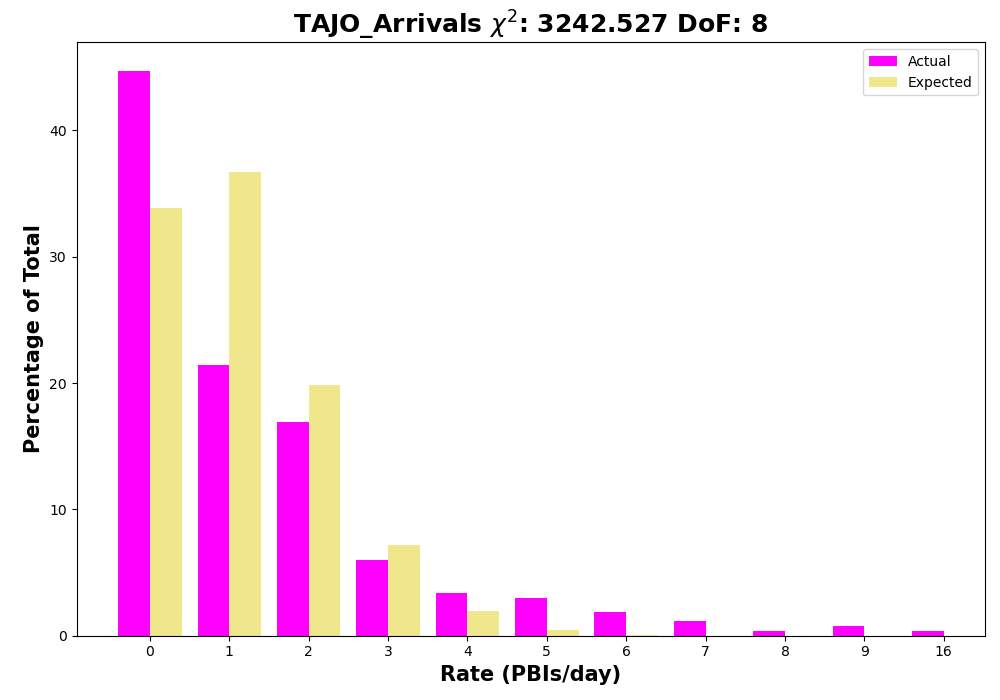 TAJO_Arrivals χ²: 3242.527 DoF: 8
Actual
Expected
Percentage of Total
40
30
20
10
0
0 1 2 3 4 5 6 7 8 9 16
Rate (PBIs/day)